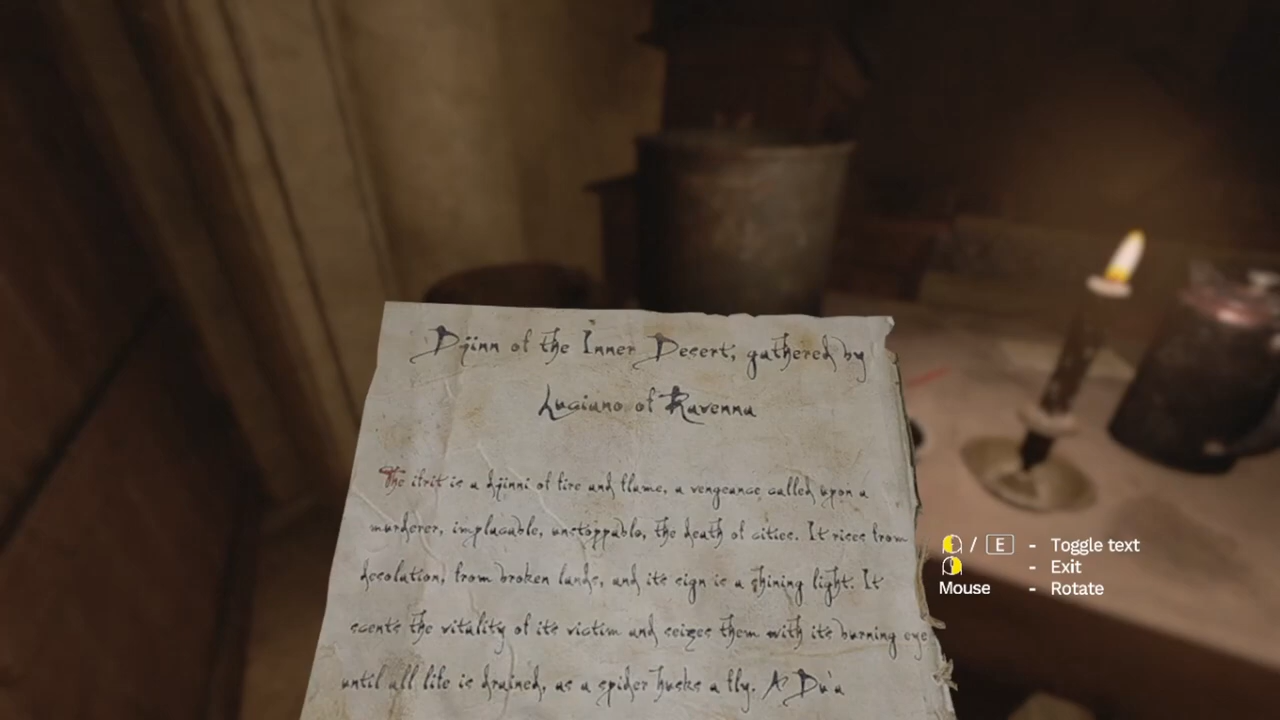 Djinn of the Inner Desert, gathered by
Luciano of Ravenna
The ifrit is a djinni of fire and flame, a vengeance called upon a
murderer, implacable, unstoppable, the death of cities. It rises from
desolation, from broken lands, and its sign is a shining light. It
scents the vitality of its victim and seizes them with its burning eye
until all life is drained, as a spider husks a fly. A Du'a
/ E - Toggle text
- Exit
Mouse - Rotate